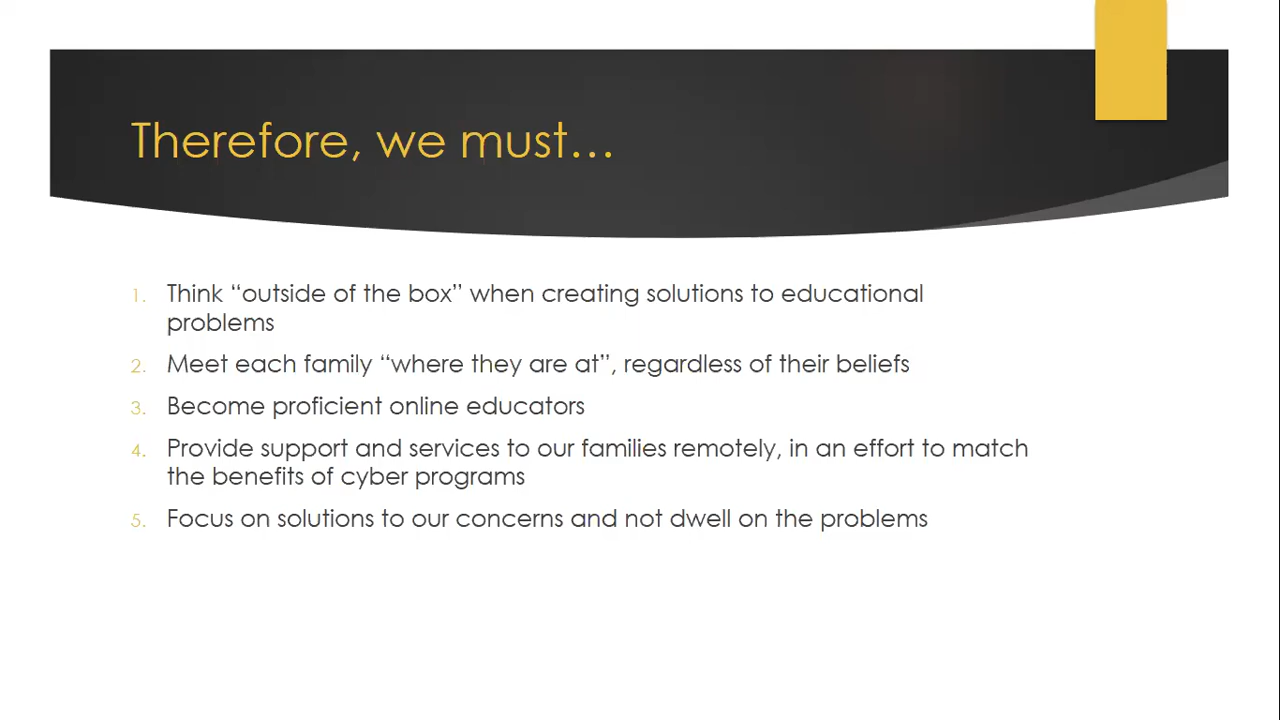 Therefore, we must…
1. Think “outside of the box” when creating solutions to educational
problems
2. Meet each family “where they are at”, regardless of their beliefs
3. Become proficient online educators
4. Provide support and services to our families remotely, in an effort to match
the benefits of cyber programs
5. Focus on solutions to our concerns and not dwell on the problems